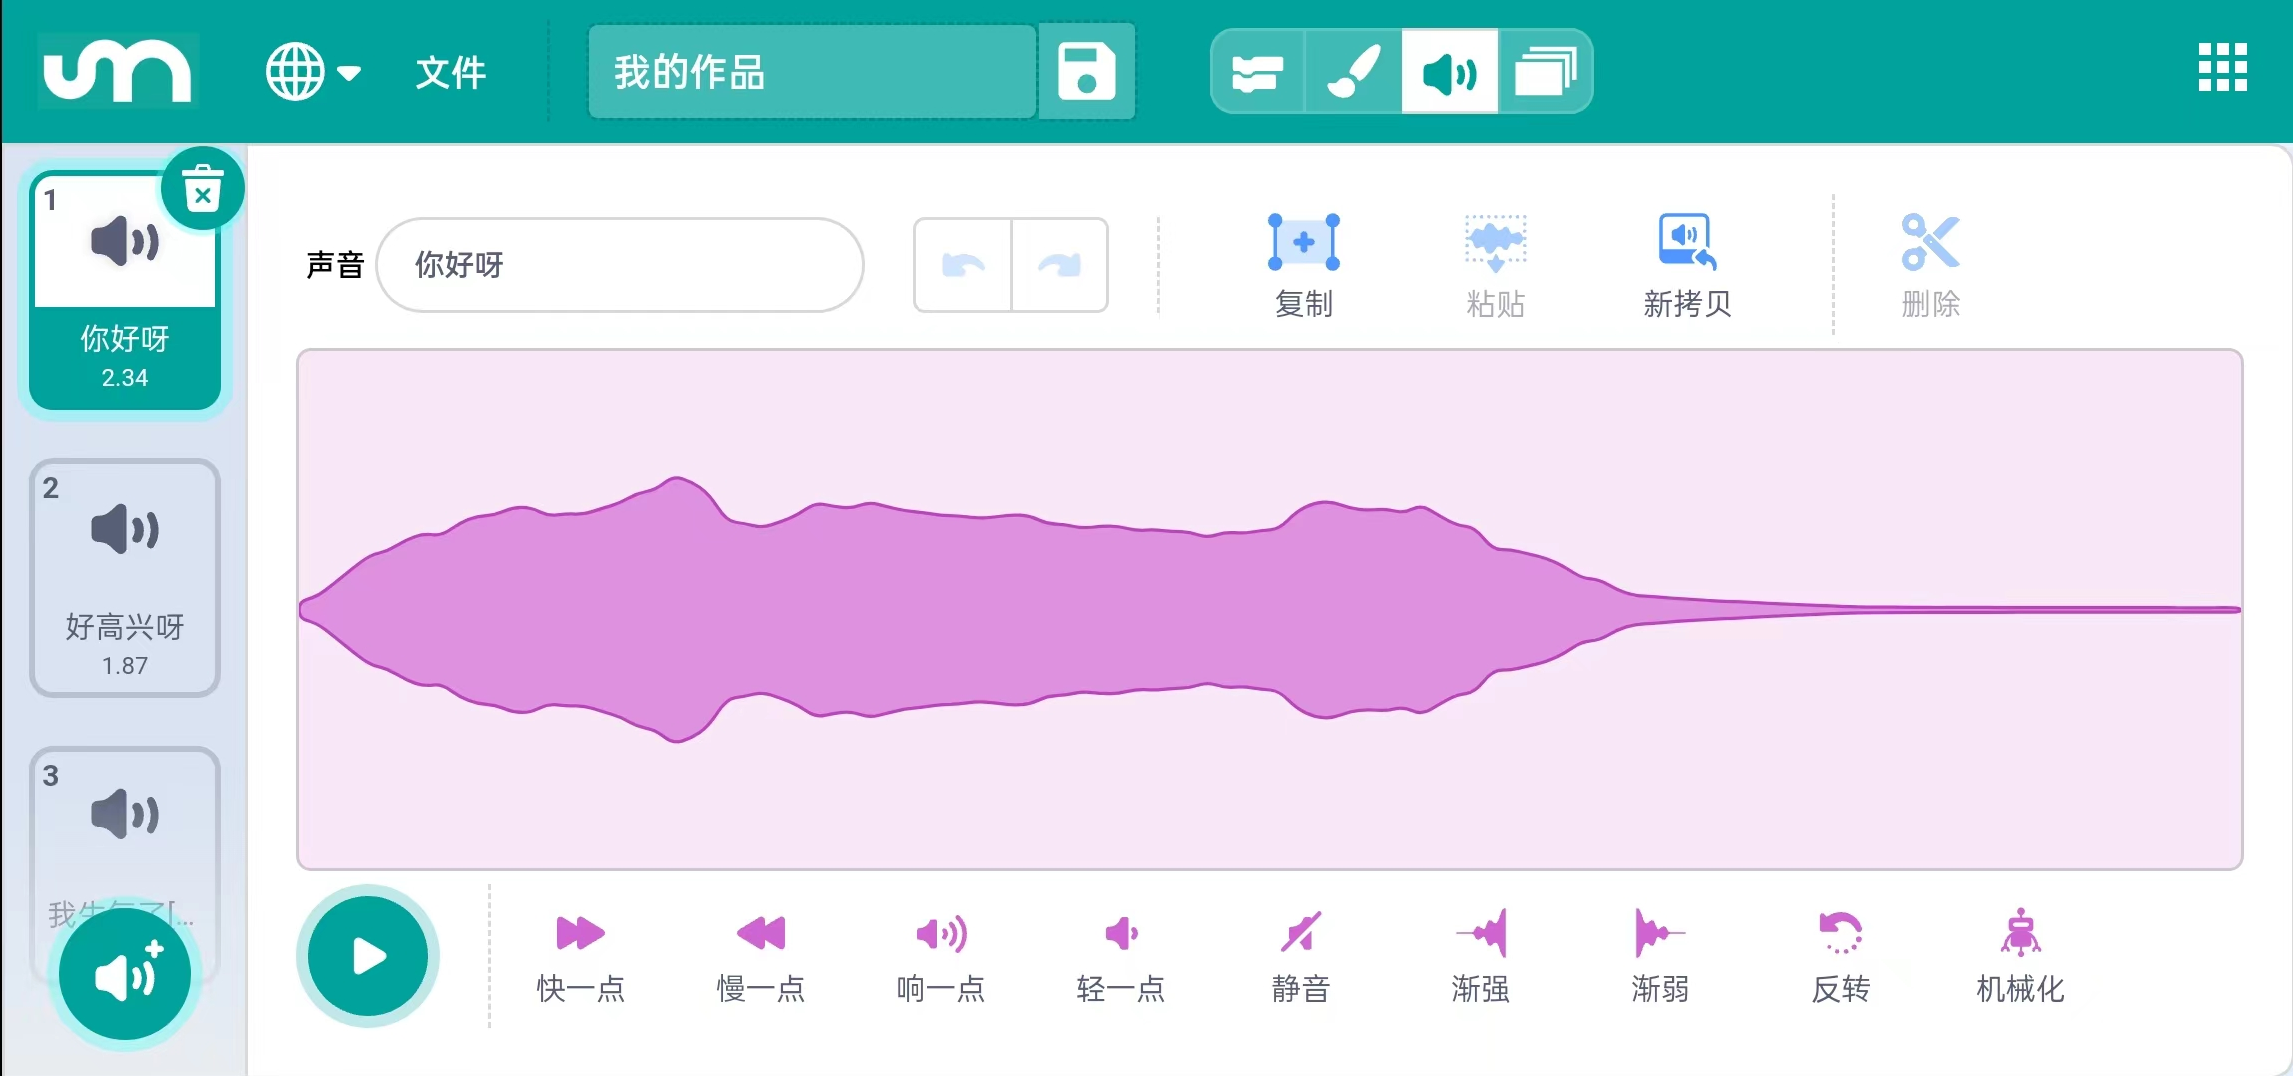 um
文件
我的作品
1
你好呀
2.34
2
好高兴呀
1.87
3
我生气了[...
声音
你好呀
复制
粘贴
新拷贝
删除
快一点
慢一点
响一点
轻一点
静音
渐强
渐弱
反转
机械化